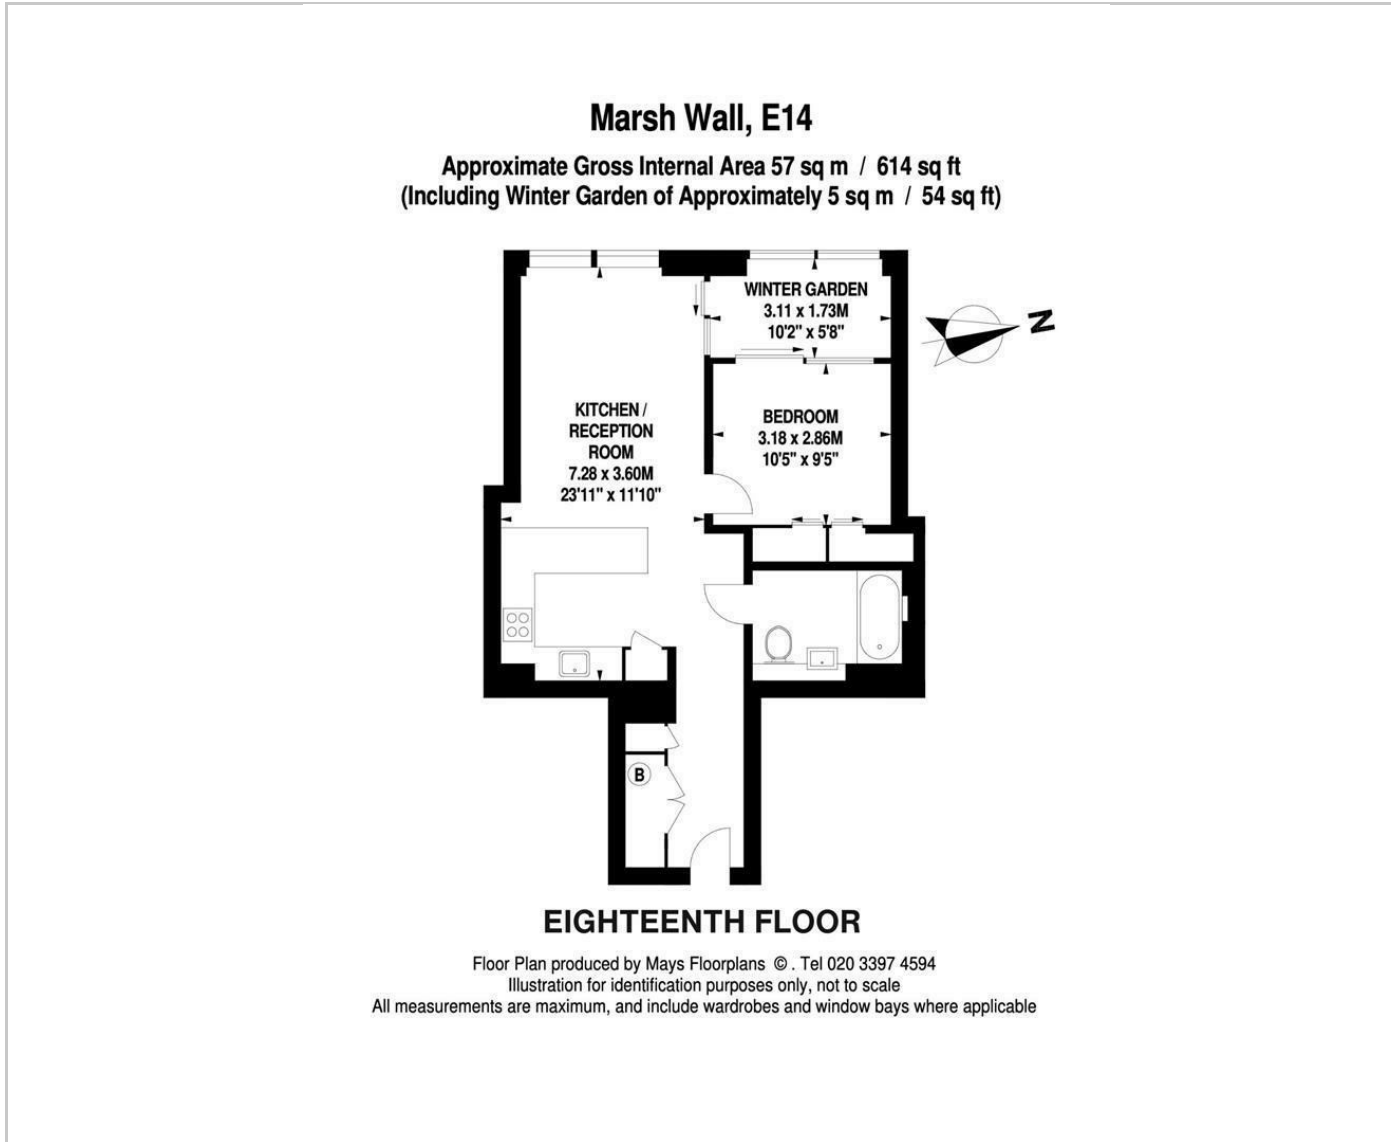 Marsh Wall, E14
Approximate Gross Internal Area 57 sq m / 614 sq ft
(Including Winter Garden of Approximately 5 sq m / 54 sq ft)
WINTER GARDEN
3.11 x 1.73M
10'2" x 5'8"
N
KITCHEN /
RECEPTION
ROOM
7.28 x 3.60M
23'11" x 11'10"
BEDROOM
3.18 x 2.86M
10'5" x 9'5"
B
EIGHTEENTH FLOOR
Floor Plan produced by Mays Floorplans © . Tel 020 3397 4594
Illustration for identification purposes only, not to scale
All measurements are maximum, and include wardrobes and window bays where applicable